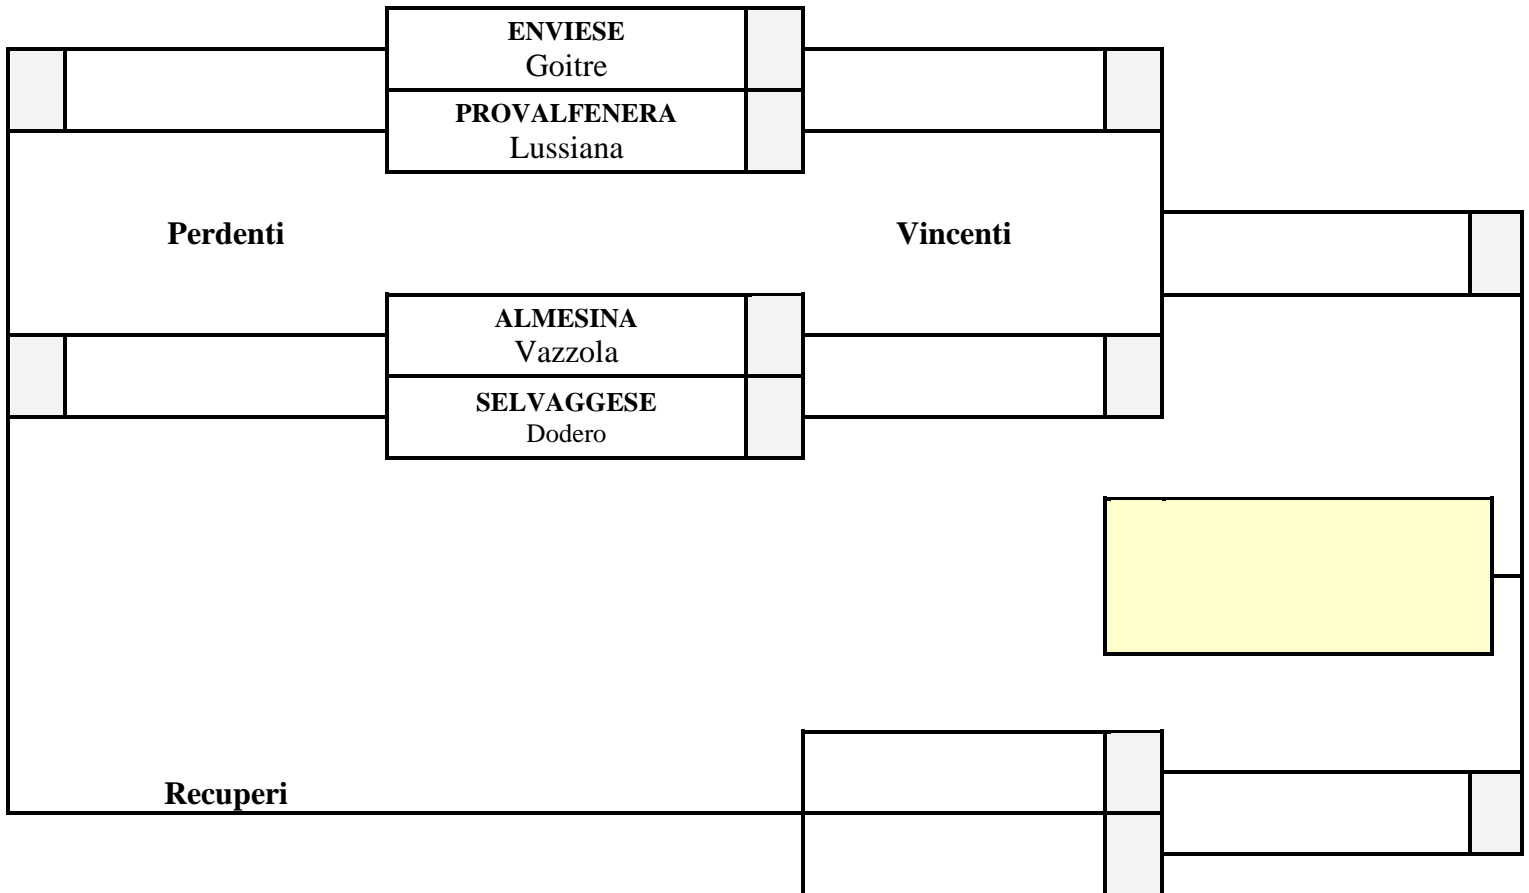 ENVIESE
Goitre
PROVALFENERA
Lussiana
Perdenti
Vincenti
ALMESINA
Vazzola
SELVAGGESE
Dodero
Recuperi